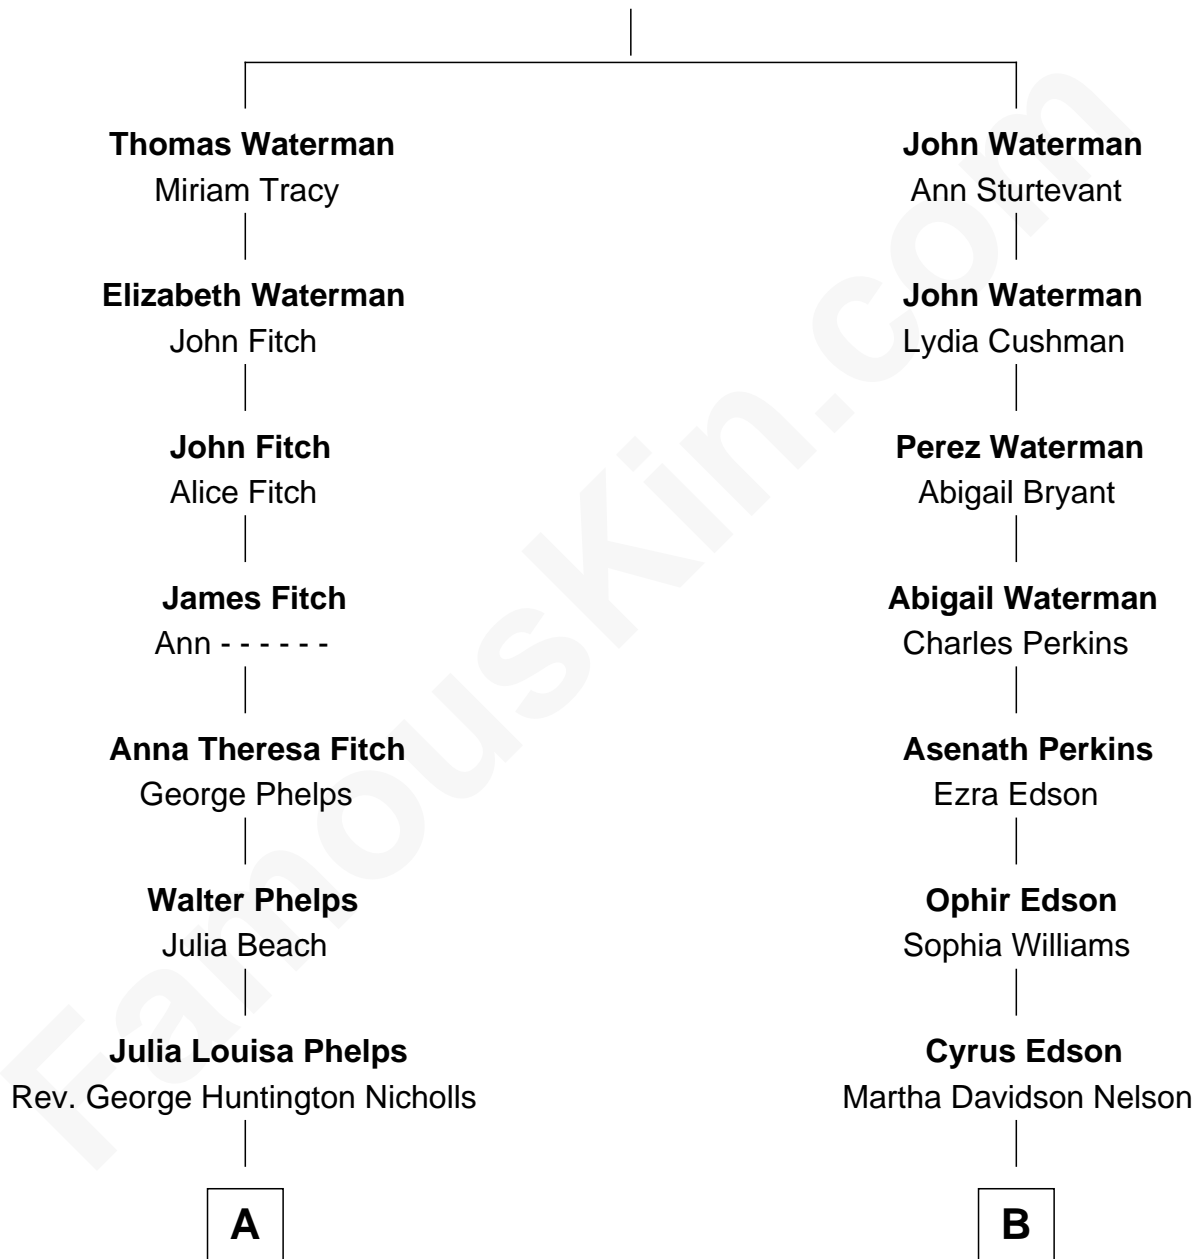 Thomas Waterman
Miriam Tracy
John Waterman
Ann Sturtevant
Elizabeth Waterman
John Fitch
John Waterman
Lydia Cushman
John Fitch
Alice Fitch
Perez Waterman
Abigail Bryant
James Fitch
Ann - - - - - -
Abigail Waterman
Charles Perkins
Anna Theresa Fitch
George Phelps
Asenath Perkins
Ezra Edson
Walter Phelps
Julia Beach
Ophir Edson
Sophia Williams
Julia Louisa Phelps
Rev. George Huntington Nicholls
Cyrus Edson
Martha Davidson Nelson
A
B
FamousKin.com